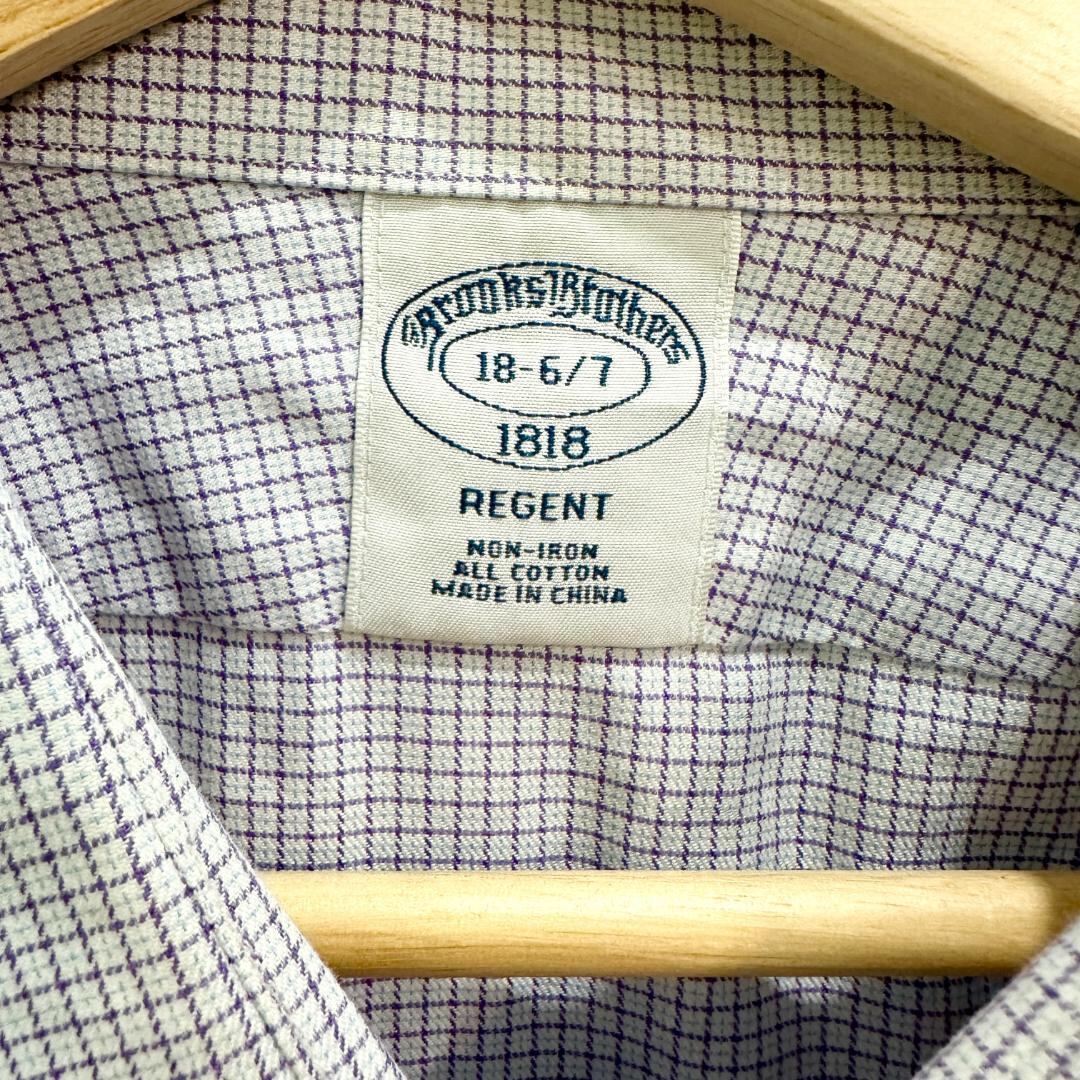 Brooks Brothers
18-6/7
1818
REGENT
NON-IRON
ALL COTTON
MADE IN CHINA